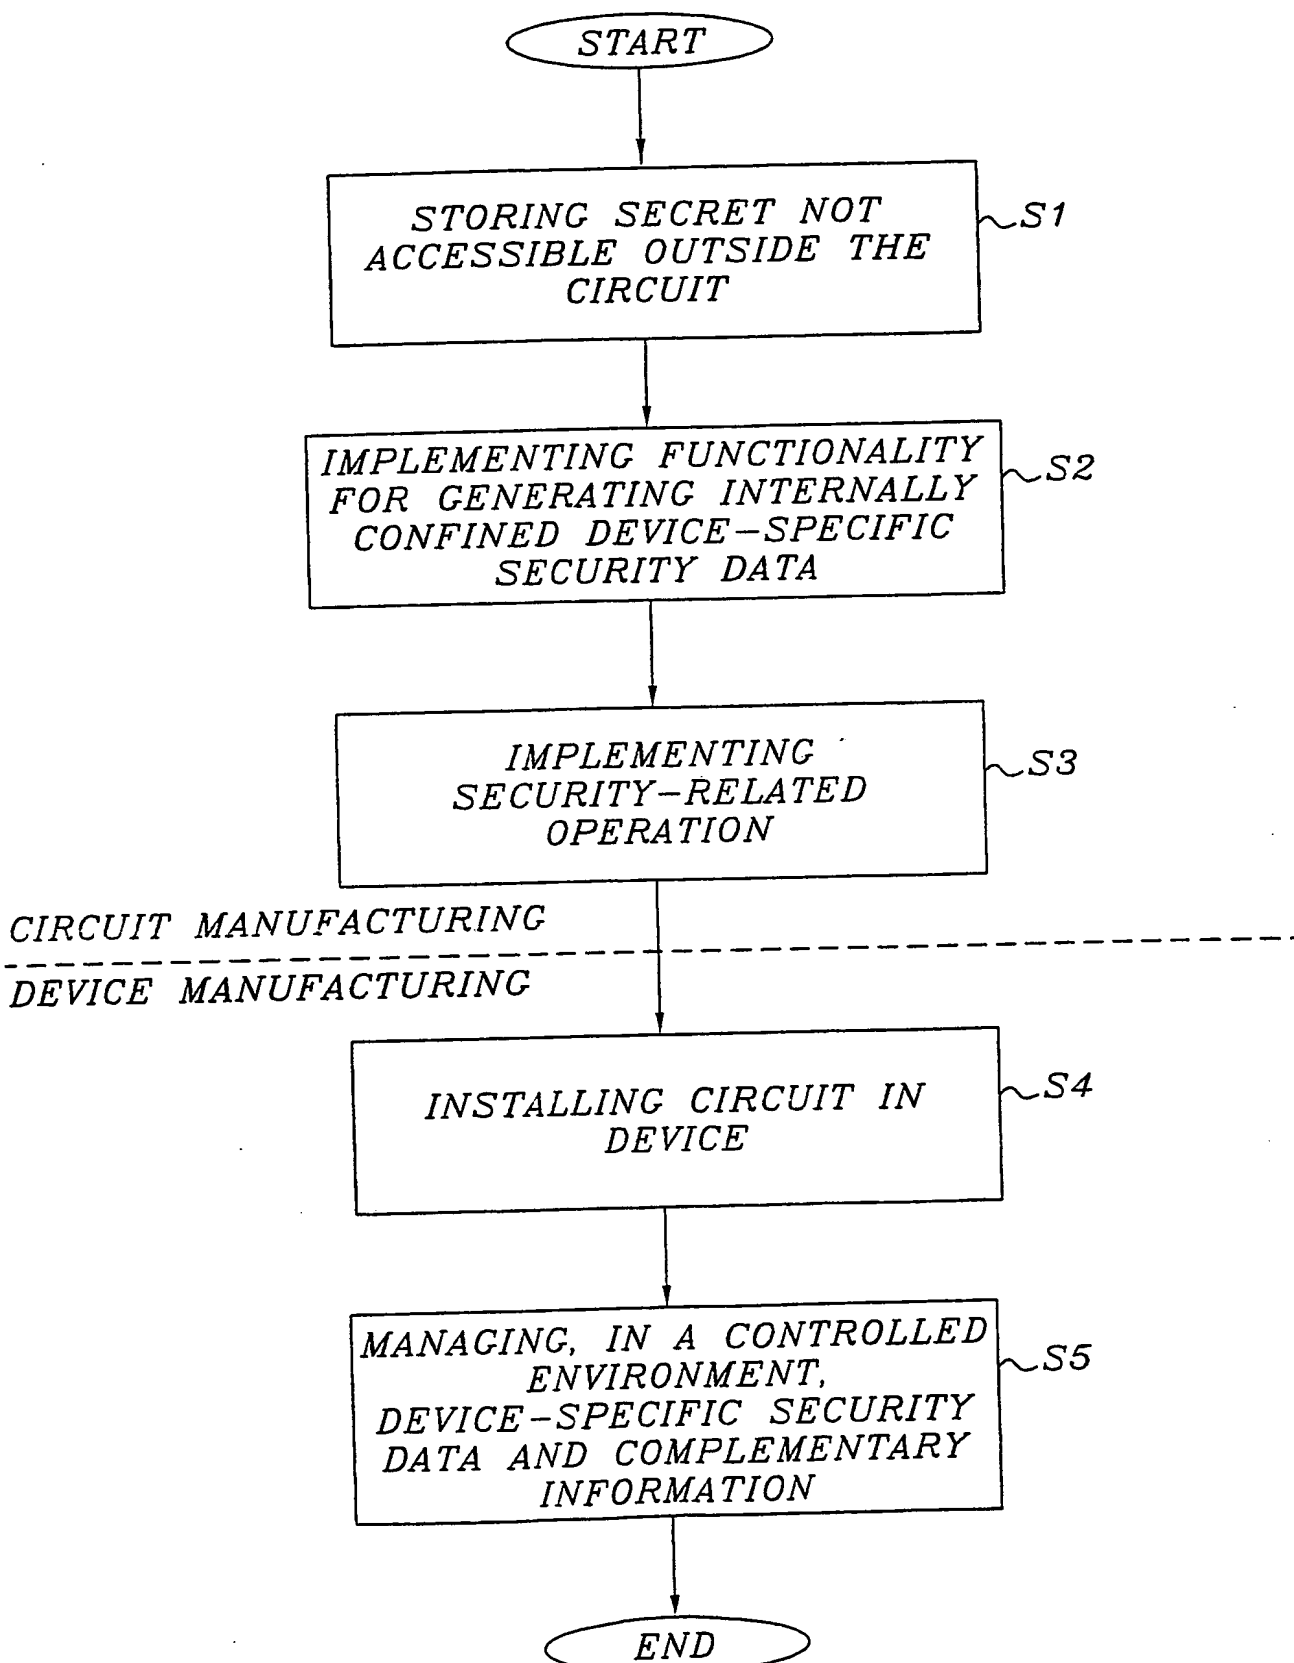 START
STORING SECRET NOT
ACCESSIBLE OUTSIDE THE
CIRCUIT
S1
IMPLEMENTING FUNCTIONALITY
FOR GENERATING INTERNALLY
CONFINED DEVICE-SPECIFIC
SECURITY DATA
S2
IMPLEMENTING
SECURITY-RELATED
OPERATION
S3
CIRCUIT MANUFACTURING
DEVICE MANUFACTURING
INSTALLING CIRCUIT IN
DEVICE
S4
MANAGING, IN A CONTROLLED
ENVIRONMENT,
DEVICE-SPECIFIC SECURITY
DATA AND COMPLEMENTARY
INFORMATION
S5
END